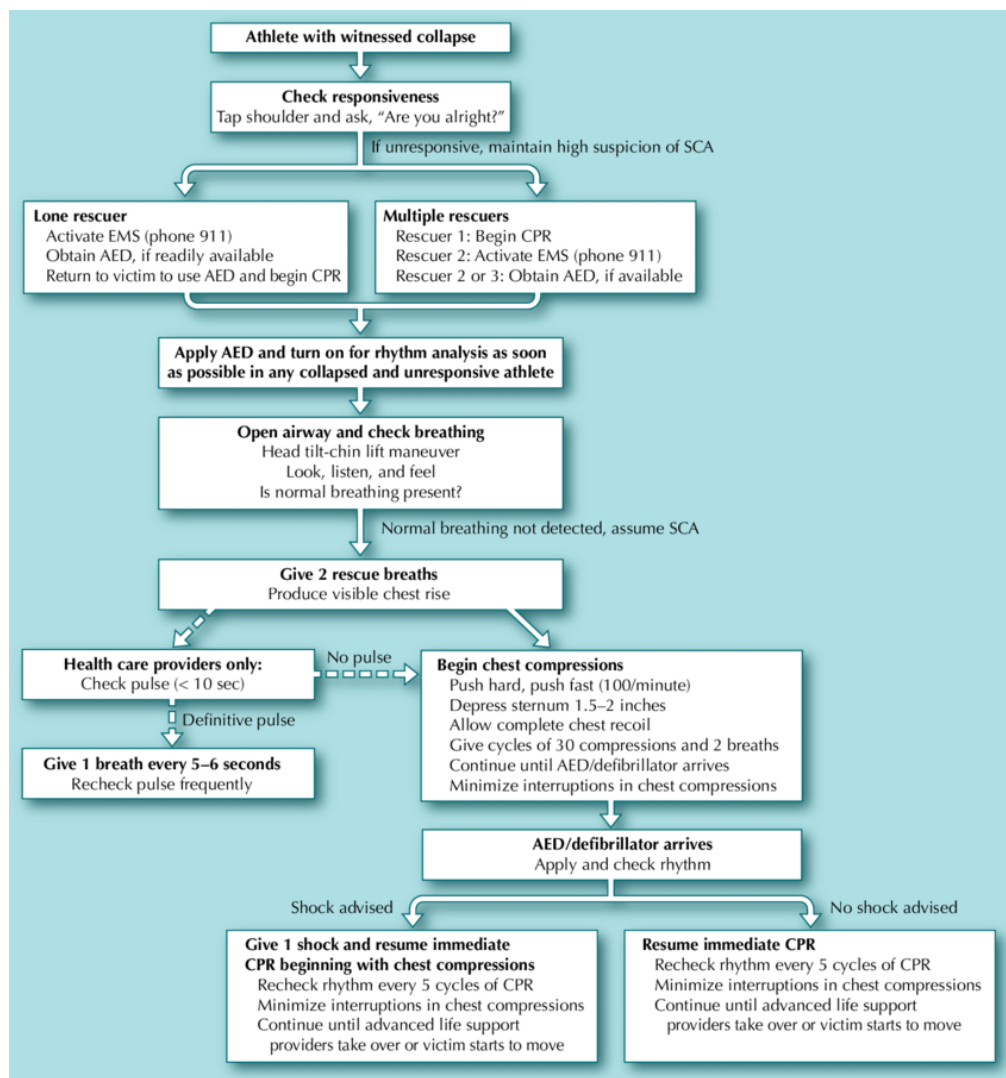 Athlete with witnessed collapse
Check responsiveness
Tap shoulder and ask, “Are you alright?”
If unresponsive, maintain high suspicion of SCA
Lone rescuer
Activate EMS (phone 911)
Obtain AED, if readily available
Return to victim to use AED and begin CPR
Multiple rescuers
Rescuer 1: Begin CPR
Rescuer 2: Activate EMS (phone 911)
Rescuer 2 or 3: Obtain AED, if available
Apply AED and turn on for rhythm analysis as soon
as possible in any collapsed and unresponsive athlete
Open airway and check breathing
Head tilt-chin lift maneuver
Look, listen, and feel
Is normal breathing present?
Normal breathing not detected, assume SCA
Give 2 rescue breaths
Produce visible chest rise
Health care providers only:
Check pulse (< 10 sec)
No pulse
Definitive pulse
Give 1 breath every 5–6 seconds
Recheck pulse frequently
Begin chest compressions
Push hard, push fast (100/minute)
Depress sternum 1.5–2 inches
Allow complete chest recoil
Give cycles of 30 compressions and 2 breaths
Continue until AED/defibrillator arrives
Minimize interruptions in chest compressions
AED/defibrillator arrives
Apply and check rhythm
Shock advised
No shock advised
Give 1 shock and resume immediate
CPR beginning with chest compressions
Recheck rhythm every 5 cycles of CPR
Minimize interruptions in chest compressions
Continue until advanced life support
providers take over or victim starts to move
Resume immediate CPR
Recheck rhythm every 5 cycles of CPR
Minimize interruptions in chest compressions
Continue until advanced life support
providers take over or victim starts to move